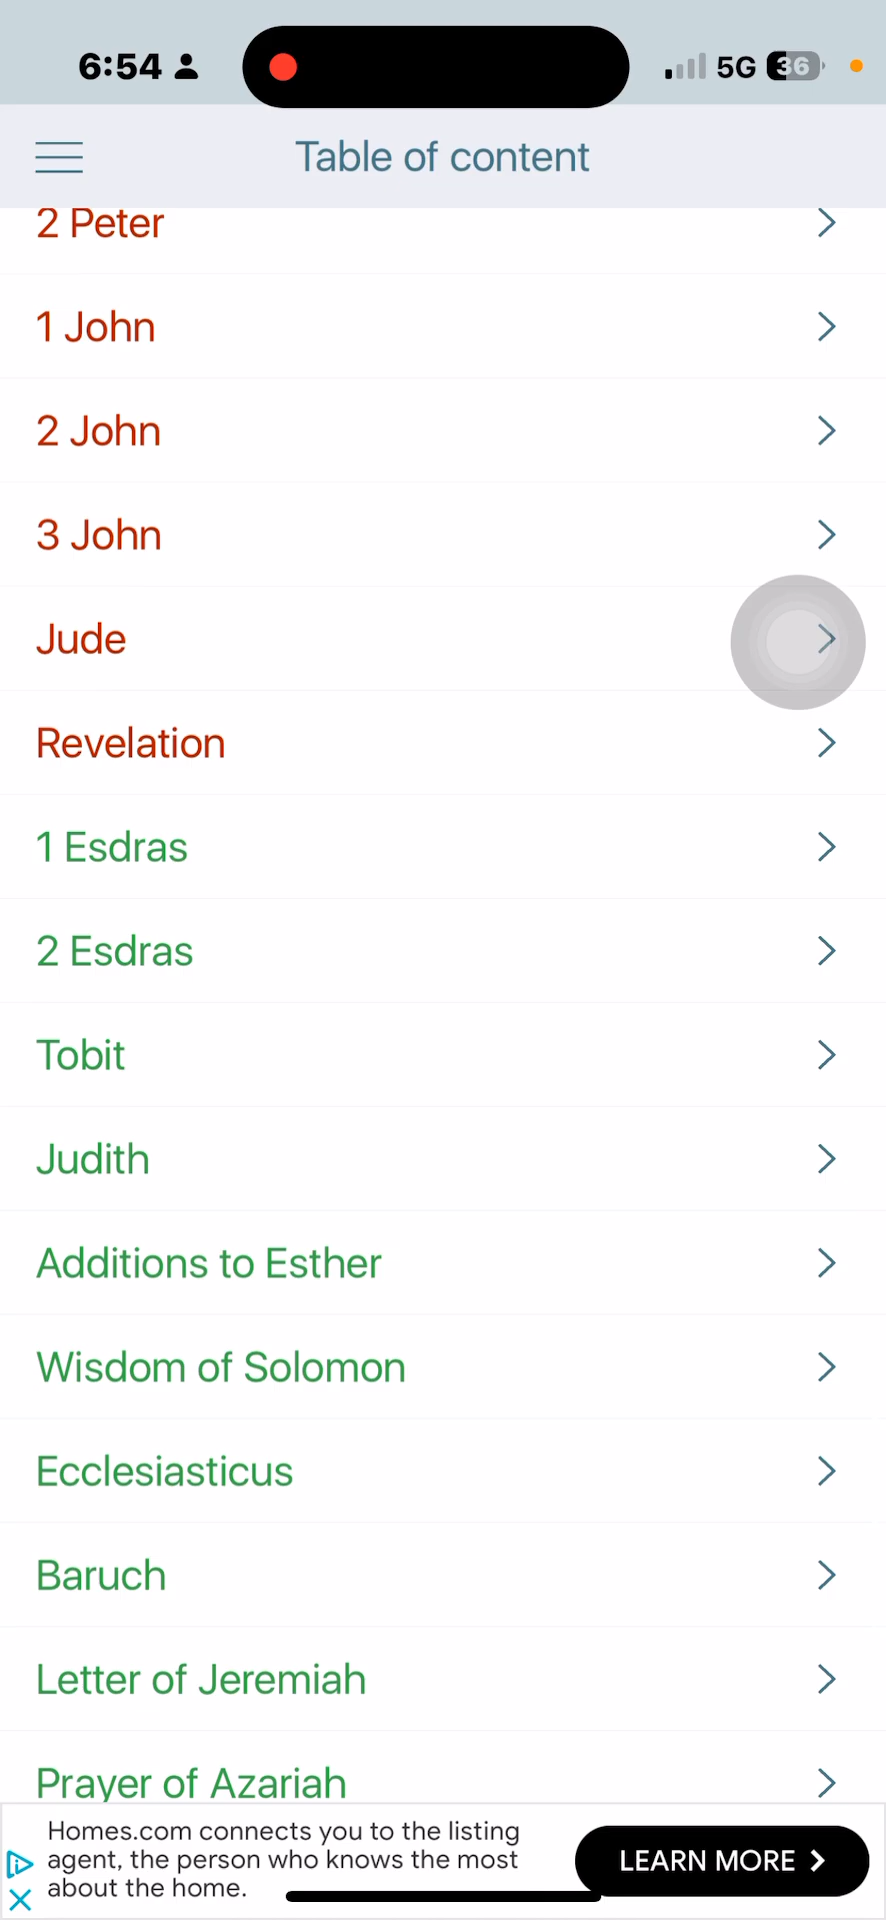 6:54
5G
36
Table of content
2 Peter
1 John
2 John
3 John
Jude
Revelation
1 Esdras
2 Esdras
Tobit
Judith
Additions to Esther
Wisdom of Solomon
Ecclesiasticus
Baruch
Letter of Jeremiah
Prayer of Azariah
Homes.com connects you to the listing
agent, the person who knows the most
about the home.
LEARN MORE